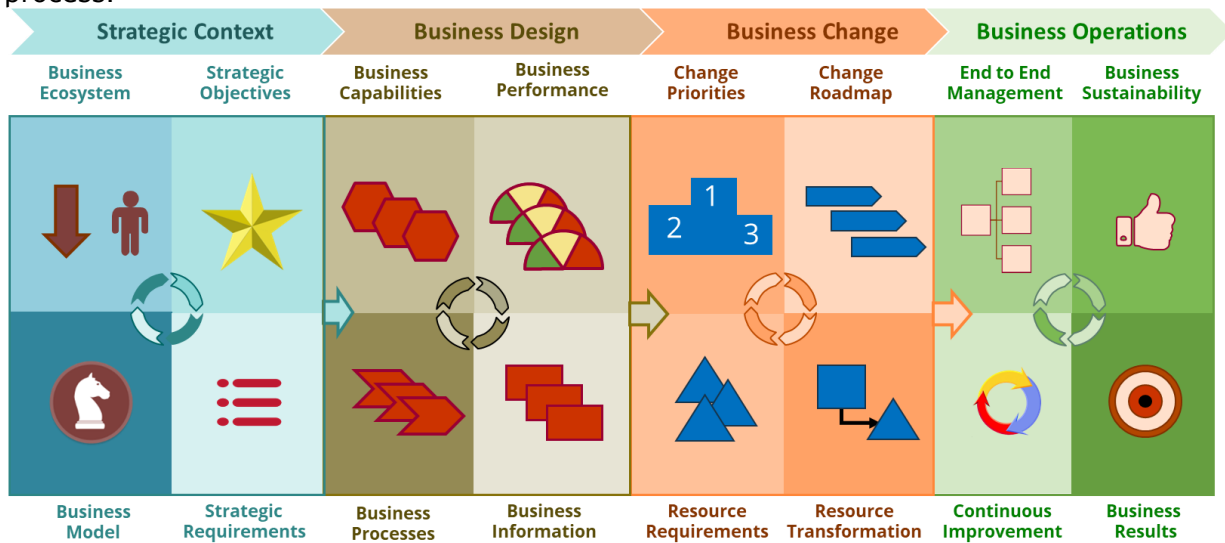 process.
Strategic Context
Business Design
Business Change
Business Operations
Business
Ecosystem
Strategic
Objectives
Business
Capabilities
Business
Performance
Change
Priorities
Change
Roadmap
End to End
Management
Business
Sustainability
1
2
3
Business
Model
Strategic
Requirements
Business
Processes
Business
Information
Resource
Requirements
Resource
Transformation
Continuous
Improvement
Business
Results